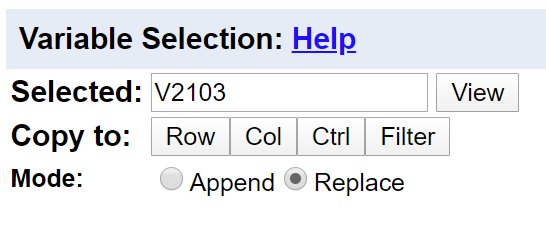 Variable Selection: Help
Selected: V2103 View
Copy to: Row Col Ctrl Filter
Mode: Append Replace